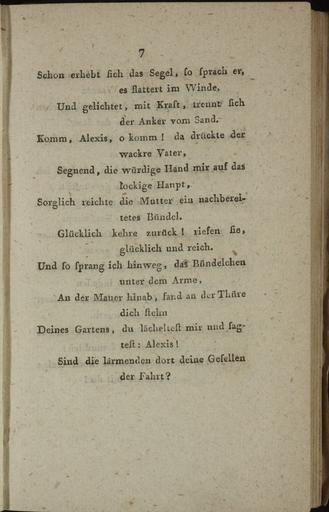 7
Schon erhebt ſich das Segel, ſo ſprach er,
es flattert im Winde,
Und gelichtet, mit Kraft, trennt ſich
der Anker vom Sand.
Komm, Alexis, o komm! da drückte der
wackre Vater,
Segnend, die würdige Hand mir auf das
lockige Haupt,
Sorglich reichte die Mutter ein nachberei-
tetes Bündel.
Glücklich kehre zurück! riefen ſie,
glücklich und reich.
Und ſo ſprang ich hinweg, das Bündelchen
unter dem Arme,
An der Mauer hinab, fand an der Thüre
dich ſtehn
Deines Gartens, du lächelteſt mir und ſag-
teſt: Alexis!
Sind die lärmenden dort deine Geſellen
der Fahrt?